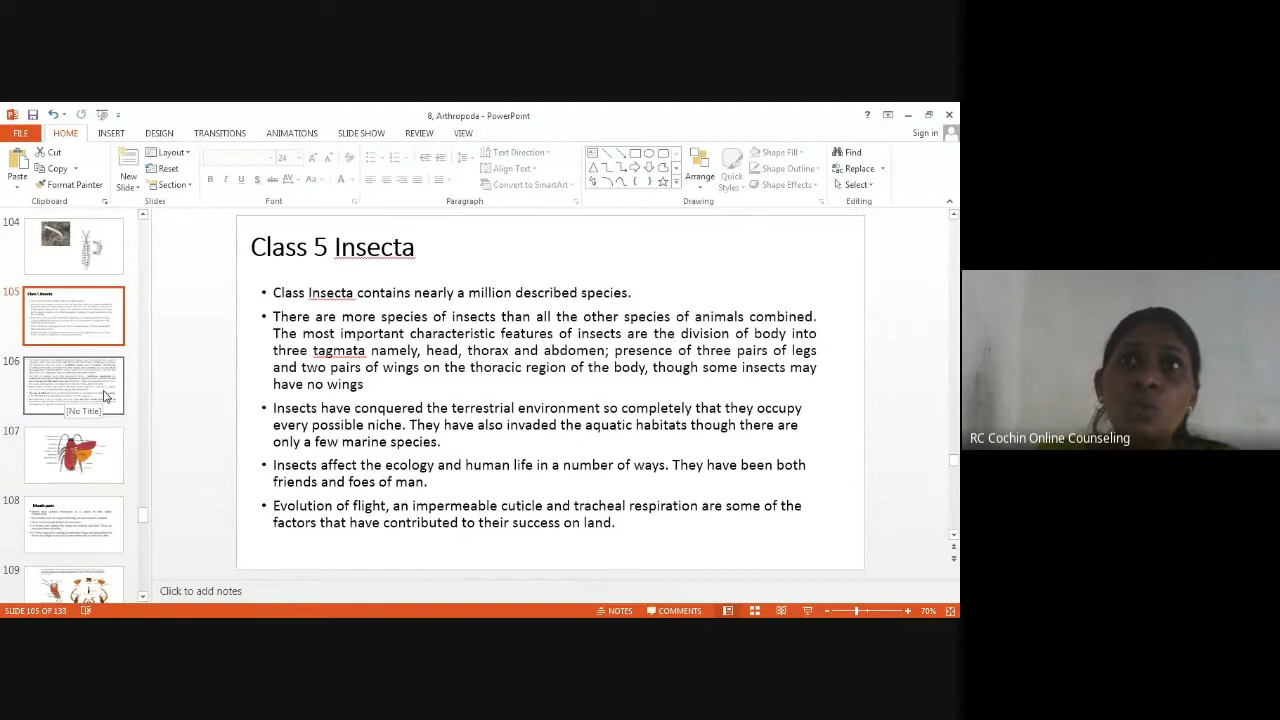 8, Arthropoda - PowerPoint
Sign in
FILE HOME INSERT DESIGN TRANSITIONS ANIMATIONS SLIDE SHOW REVIEW VIEW
Paste
Cut
Copy
Format Painter
Clipboard
New Slide
Layout
Reset
Section
Slides
24
Font
Text Direction
Align Text
Convert to SmartArt
Paragraph
Arrange
Quick Styles
Shape Fill
Shape Outline
Shape Effects
Drawing
Find
Replace
Select
Editing
104
105
Class 5 Insecta
106
[No Title]
107
108
Mouth parts
109
Class 5 Insecta
• Class Insecta contains nearly a million described species.
• There are more species of insects than all the other species of animals combined.
The most important characteristic features of insects are the division of body into
three tagmata namely, head, thorax and abdomen; presence of three pairs of legs
and two pairs of wings on the thoracic region of the body, though some insects may
have no wings
• Insects have conquered the terrestrial environment so completely that they occupy
every possible niche. They have also invaded the aquatic habitats though there are
only a few marine species.
• Insects affect the ecology and human life in a number of ways. They have been both
friends and foes of man.
• Evolution of flight, an impermeable cuticle and tracheal respiration are some of the
factors that have contributed to their success on land.
Click to add notes
SLIDE 105 OF 133
NOTES COMMENTS 70%
RC Cochin Online Counseling